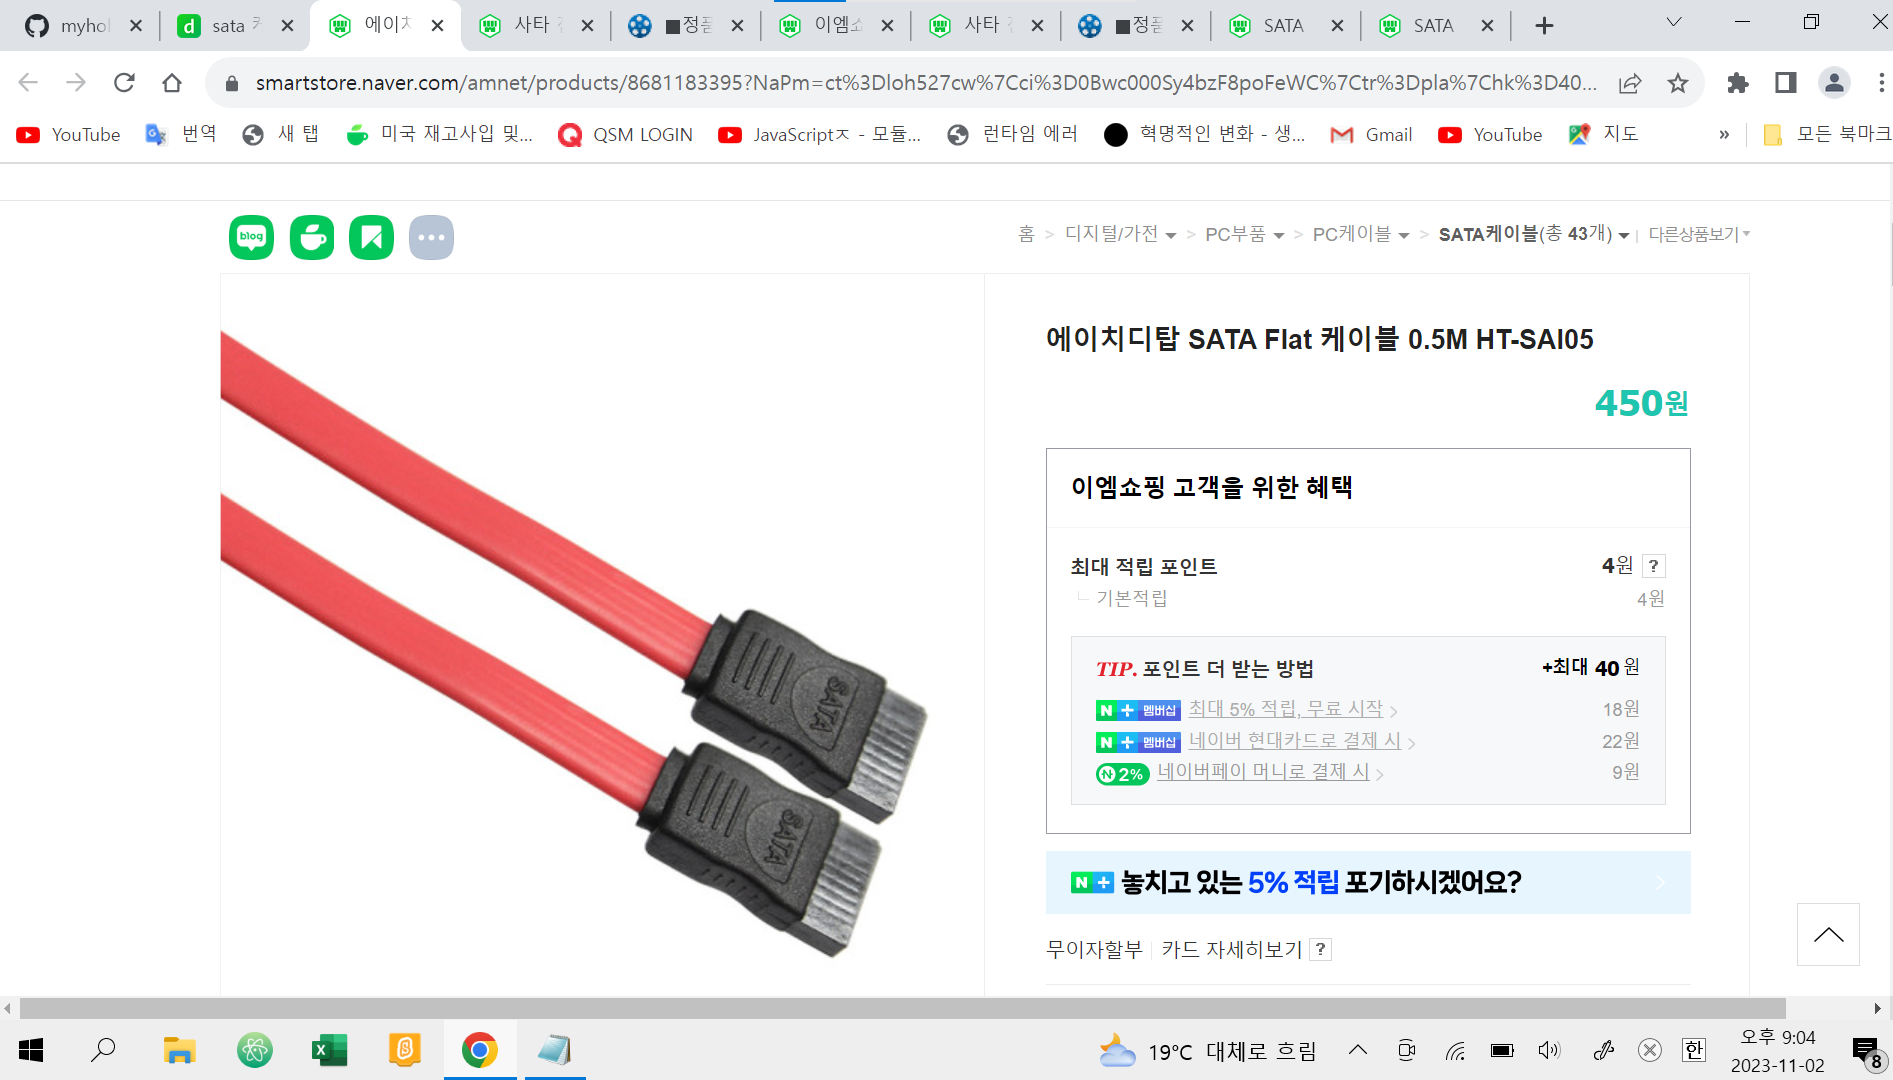 myhol
sata
에이치
사타
■정품
이엠쇼
사타
■정품
SATA
SATA
smartstore.naver.com/amnet/products/8681183395?NaPm=ct%3Dloh527cw%7Cci%3D0Bwc000Sy4bzF8poFeWC%7Ctr%3Dpla%7Chk%3D40...
YouTube
번역
새 탭
미국 재고사입 및...
QSM LOGIN
JavaScriptㅈ - 모듈...
런타임 에러
혁명적인 변화 - 생...
Gmail
YouTube
지도
»
모든 북마크
blog
홈 > 디지털/가전 > PC부품 > PC케이블 > SATA케이블(총 43개) | 다른상품보기
에이치디탑 SATA Flat 케이블 0.5M HT-SAI05
450원
이엠쇼핑 고객을 위한 혜택
최대 적립 포인트 4원 ?
기본적립 4원
TIP. 포인트 더 받는 방법 +최대 40 원
N + 멤버십 최대 5% 적립, 무료 시작 > 18원
N + 멤버십 네이버 현대카드로 결제 시 > 22원
N 2% 네이버페이 머니로 결제 시 > 9원
N + 놓치고 있는 5% 적립 포기하시겠어요?
무이자할부 카드 자세히보기 ?
SATA
SATA
19°C 대체로 흐림
한
오후 9:04
2023-11-02
8